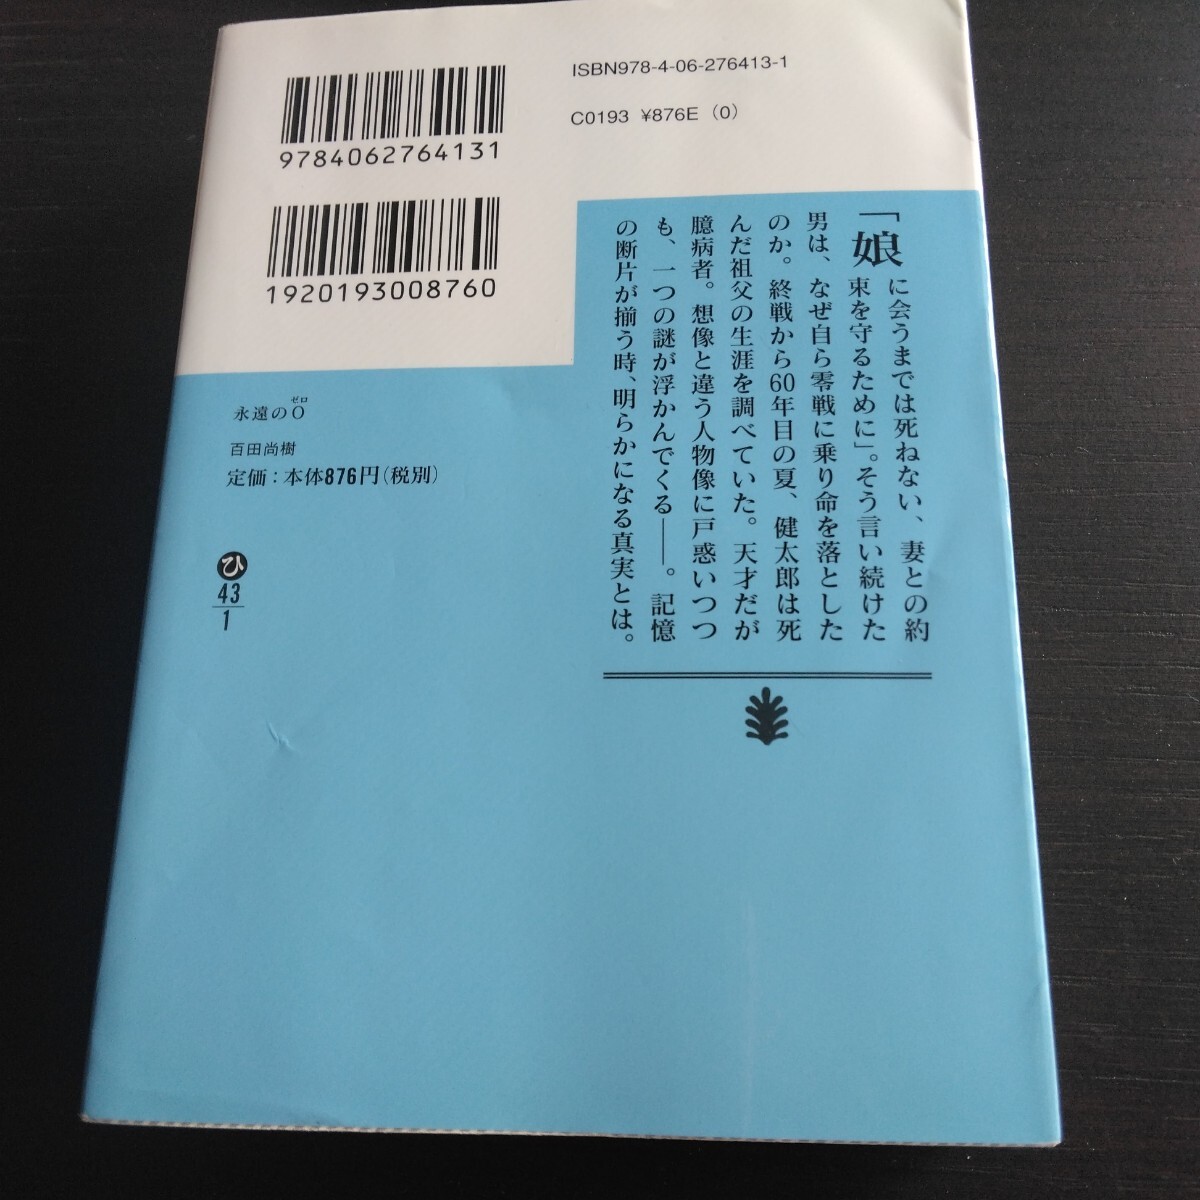 ISBN978-4-06-276413-1
C0193 ¥876E (0)
9784062764131
1920193008760
「娘に会うまでは死ねない、妻との約
束を守るために」。そう言い続けた
男は、なぜ自ら零戦に乗り命を落とした
のか。終戦から60年目の夏、健太郎は死
んだ祖父の生涯を調べていた。天才だが
臆病者。想像と違う人物像に戸惑いつつ
も、一つの謎が浮かんでくる――。記憶
の断片が揃う時、明らかになる真実とは。
ゼロ
永遠の0
百田尚樹
定価:本体876円(税別)
ひ
43
1